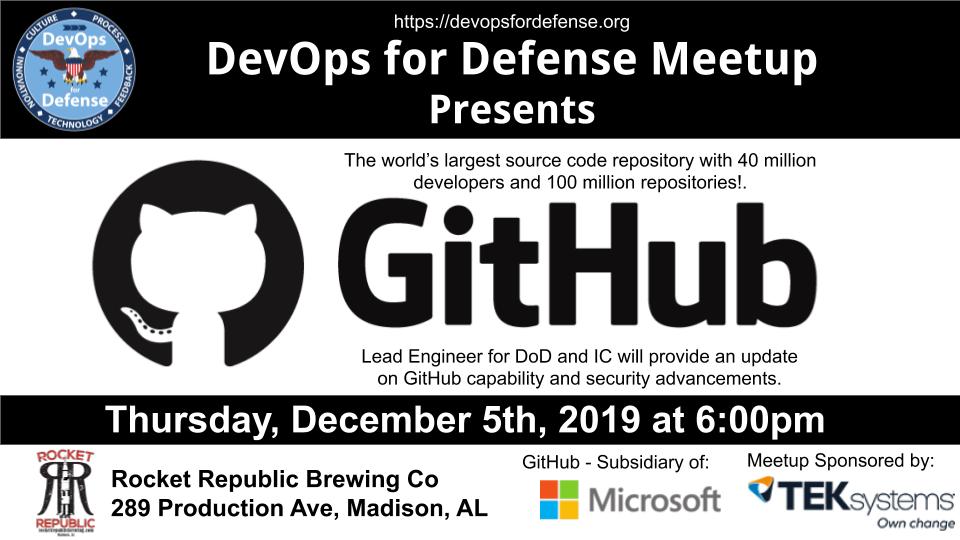 https://devopsfordefense.org
DevOps for Defense Meetup
Presents
CULTURE
PROCESS
FEEDBACK
TECHNOLOGY
INNOVATION
DevOps
for
Defense
The world's largest source code repository with 40 million
developers and 100 million repositories!.
GitHub
Lead Engineer for DoD and IC will provide an update
on GitHub capability and security advancements.
Thursday, December 5th, 2019 at 6:00pm
ROCKET
REPUBLIC
Rocket Republic Brewing Co
289 Production Ave, Madison, AL
GitHub - Subsidiary of:
Microsoft
Meetup Sponsored by:
TEKsystems
Own change